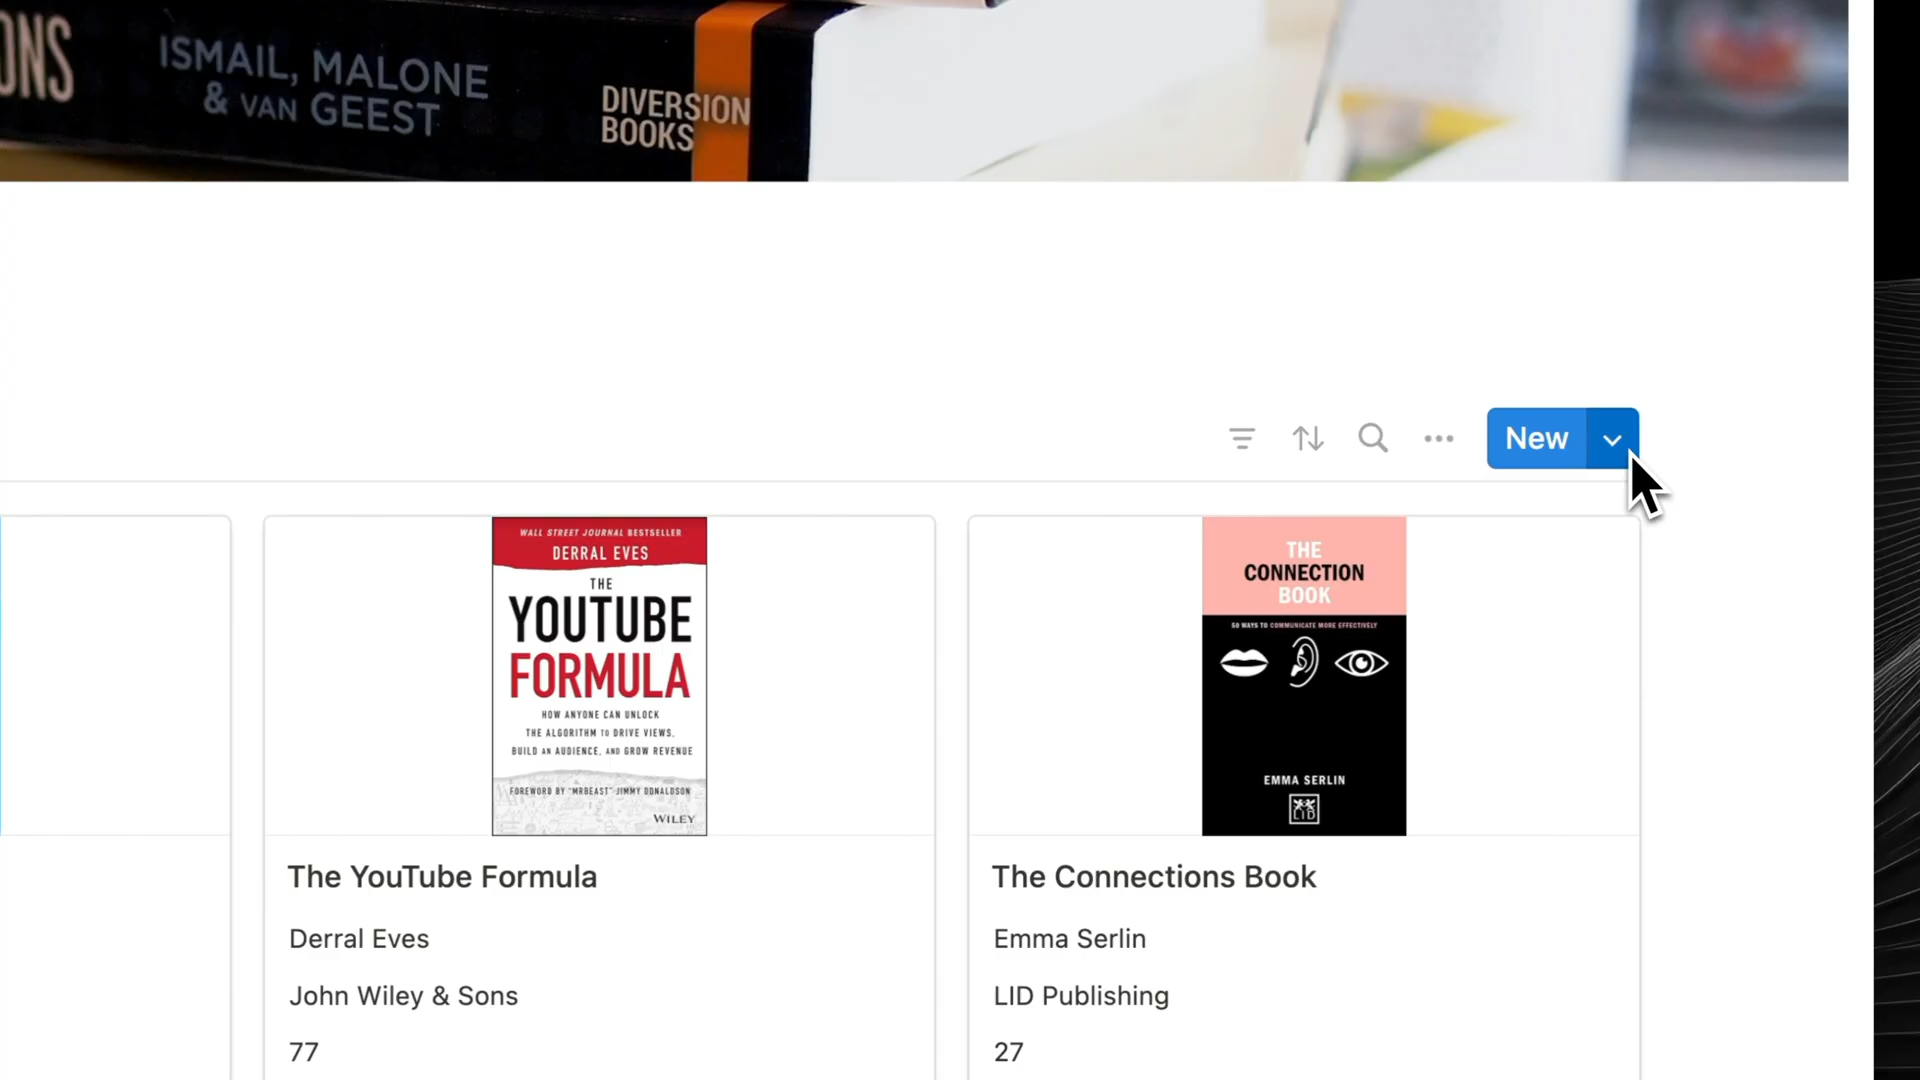 ONS
ISMAIL, MALONE
& VAN GEEST
DIVERSION
BOOKS
New
WALL STREET JOURNAL BESTSELLER
DERRAL EVES
THE
YOUTUBE
FORMULA
HOW ANYONE CAN UNLOCK
THE ALGORITHM TO DRIVE VIEWS,
BUILD AN AUDIENCE, AND GROW REVENUE
FOREWORD BY "MRBEAST" JIMMY DONALDSON
WILEY
THE
CONNECTION
BOOK
50 WAYS TO COMMUNICATE MORE EFFECTIVELY
EMMA SERLIN
LID
The YouTube Formula
Derral Eves
John Wiley & Sons
77
The Connections Book
Emma Serlin
LID Publishing
27